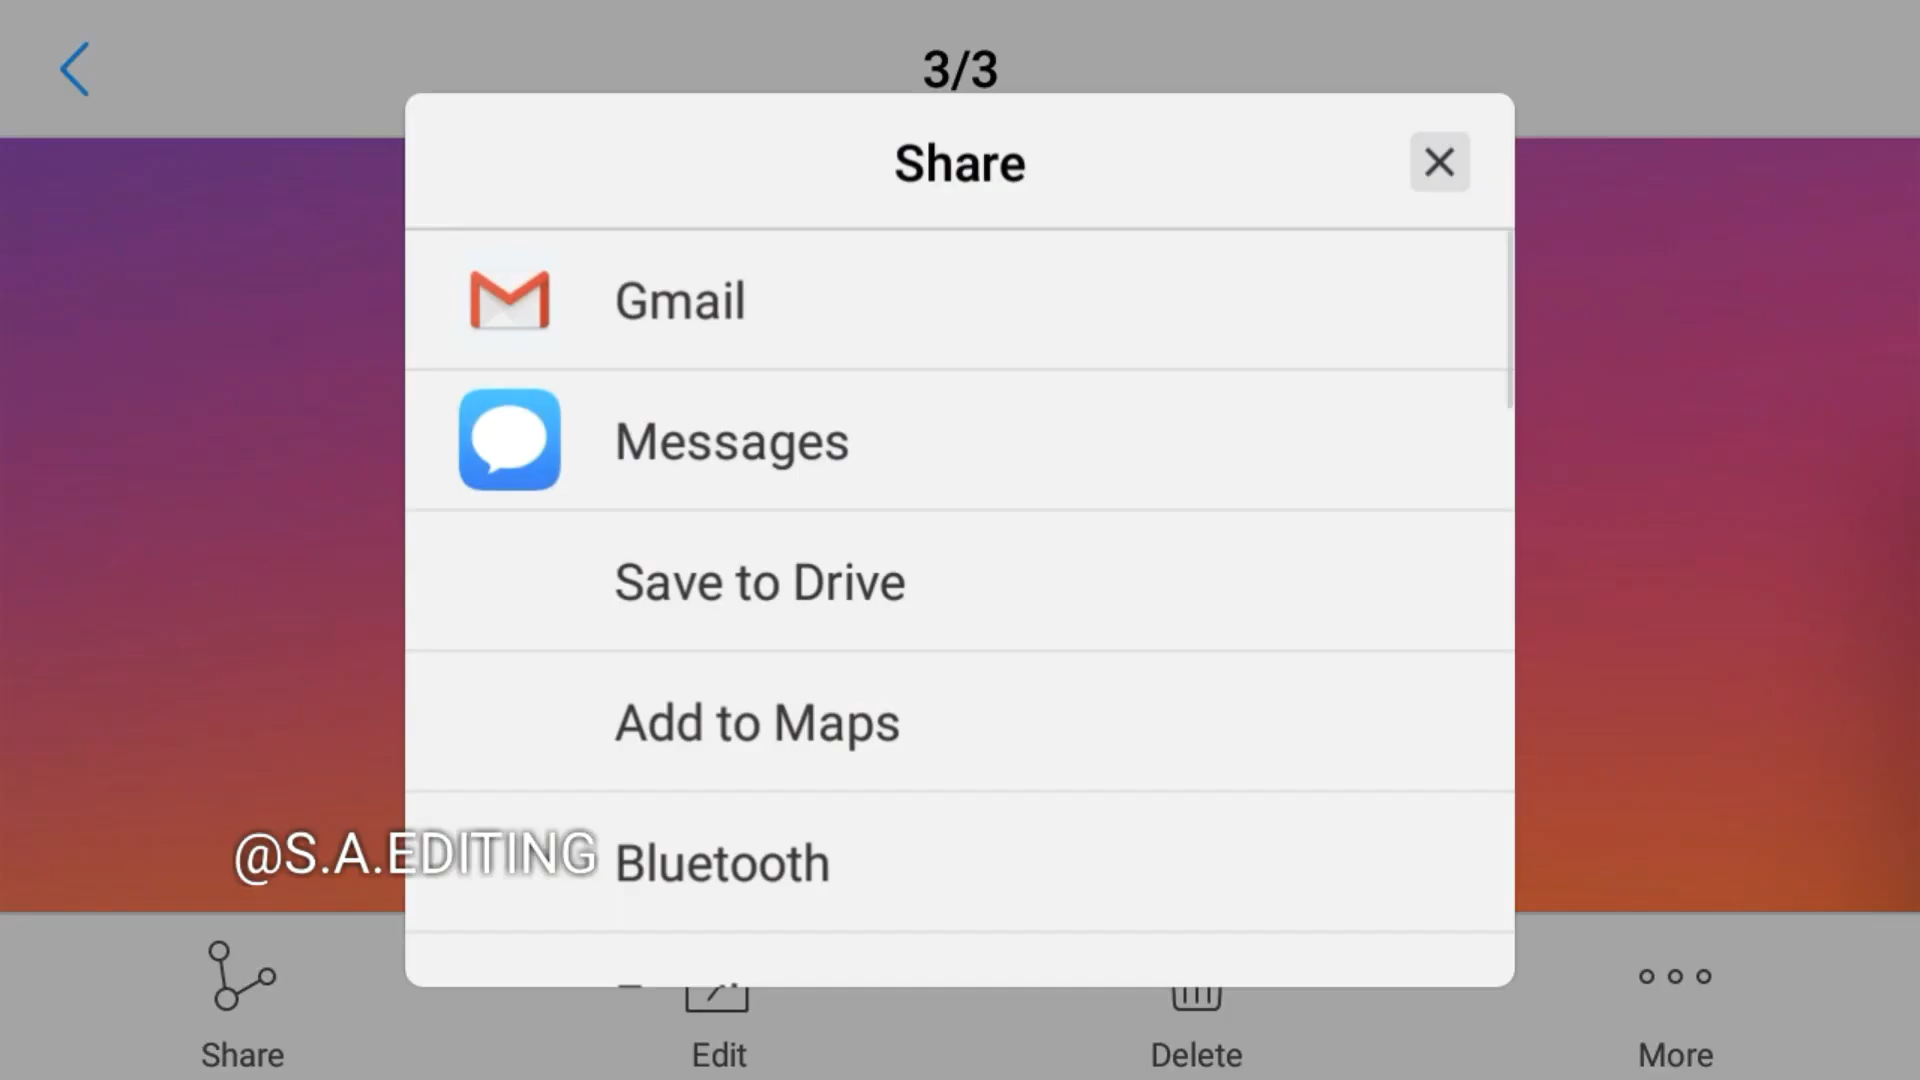 3/3
Share
Gmail
Messages
Save to Drive
Add to Maps
@S.A.EDITING
Bluetooth
Share
Edit
Delete
More